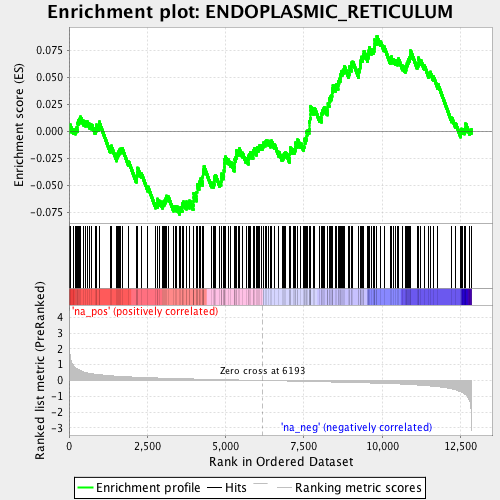 Enrichment plot: ENDOPLASMIC_RETICULUM
Enrichment score (ES)
0.075
0.050
0.025
0.000
-0.025
-0.050
-0.075
'na_pos' (positively correlated)
Ranked list metric (PreRanked)
4
3
2
1
0
-1
-2
-3
Zero cross at 6193
'na_neg' (negatively correlated)
0
2,500
5,000
7,500
10,000
12,500
Rank in Ordered Dataset
Enrichment profile
Hits
Ranking metric scores